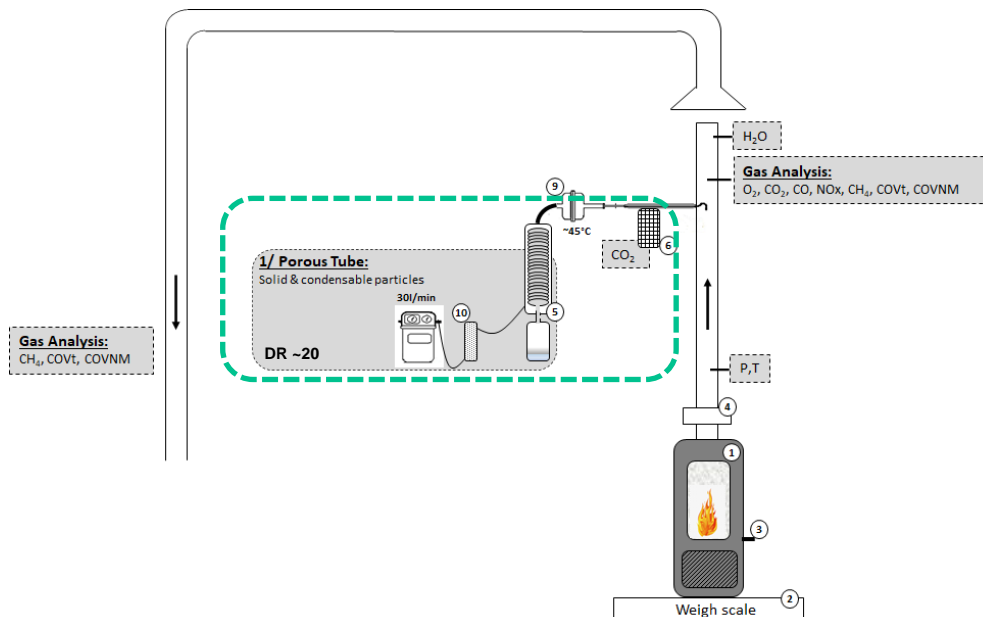 H₂O
Gas Analysis:
O₂, CO₂, CO, NOx, CH₄, COVt, COVNM
9
~45°C
6
CO₂
1/ Porous Tube:
Solid & condensable particles
30l/min
10
5
DR ~20
Gas Analysis:
CH₄, COVt, COVNM
P,T
4
1
3
2
Weigh scale